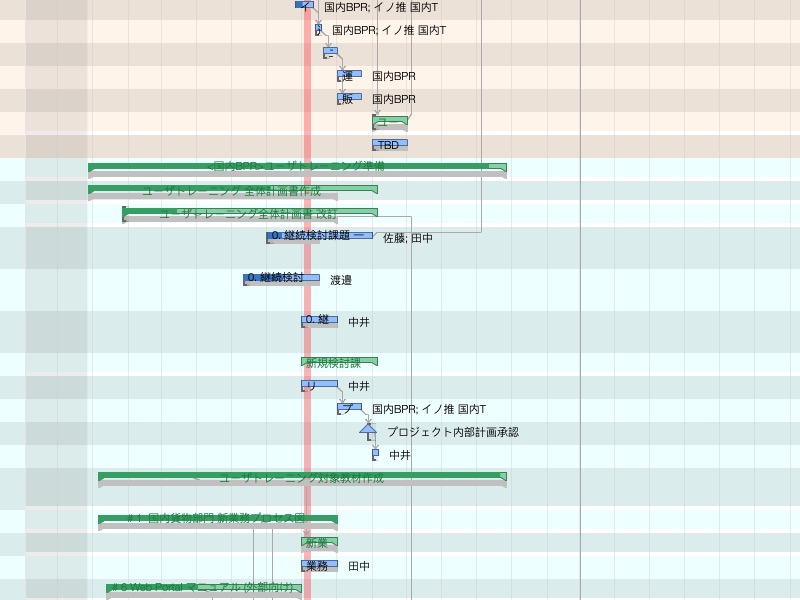 イ 国内BPR; イノ推 国内T
国内BPR; イノ推 国内T
運 国内BPR
販 国内BPR
ユー
TBD
<国内BPR>ユーザトレーニング準備
ユーザトレーニング 全体計画書作成
ユーザトレーニング全体計画書 改訂
0. 継続検討課題 一 佐藤; 田中
0. 継続検討 渡邉
0. 継 中井
新規検討課
リ 中井
プ 国内BPR; イノ推 国内T
プロジェクト内部計画承認
中井
ユーザトレーニング対象教材作成
# 1: 国内貨物部門 新業務プロセス図
新業
業務 田中
# 6 Web Portal マニュアル (外部向け)